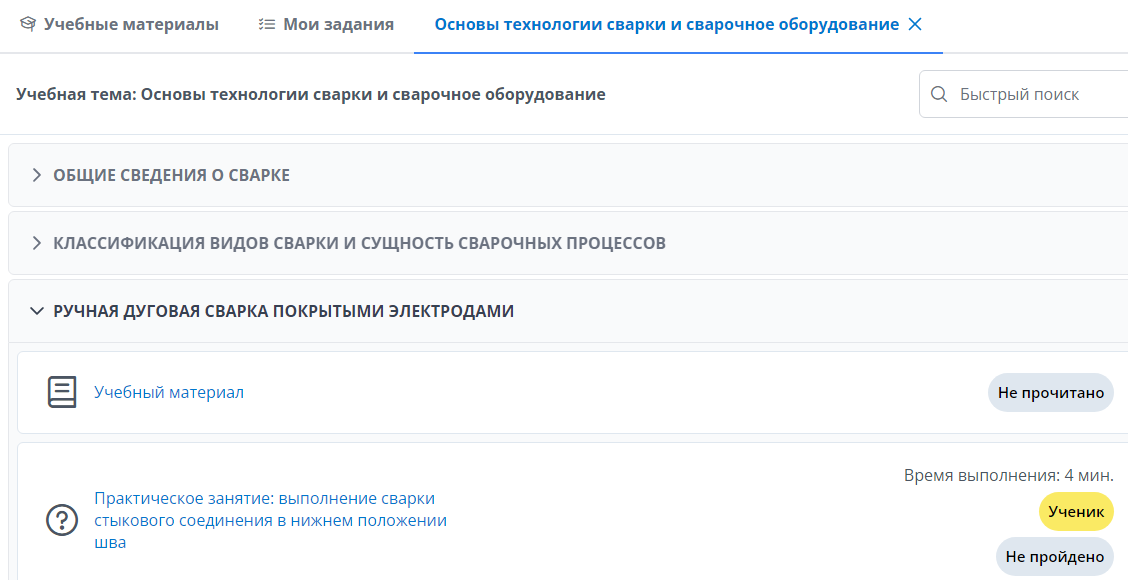 Учебные материалы
Мои задания
Основы технологии сварки и сварочное оборудование
Учебная тема: Основы технологии сварки и сварочное оборудование
Быстрый поиск
ОБЩИЕ СВЕДЕНИЯ О СВАРКЕ
КЛАССИФИКАЦИЯ ВИДОВ СВАРКИ И СУЩНОСТЬ СВАРОЧНЫХ ПРОЦЕССОВ
РУЧНАЯ ДУГОВАЯ СВАРКА ПОКРЫТЫМИ ЭЛЕКТРОДАМИ
Учебный материал
Не прочитано
Время выполнения: 4 мин.
Практическое занятие: выполнение сварки
стыкового соединения в нижнем положении
шва
Ученик
Не пройдено